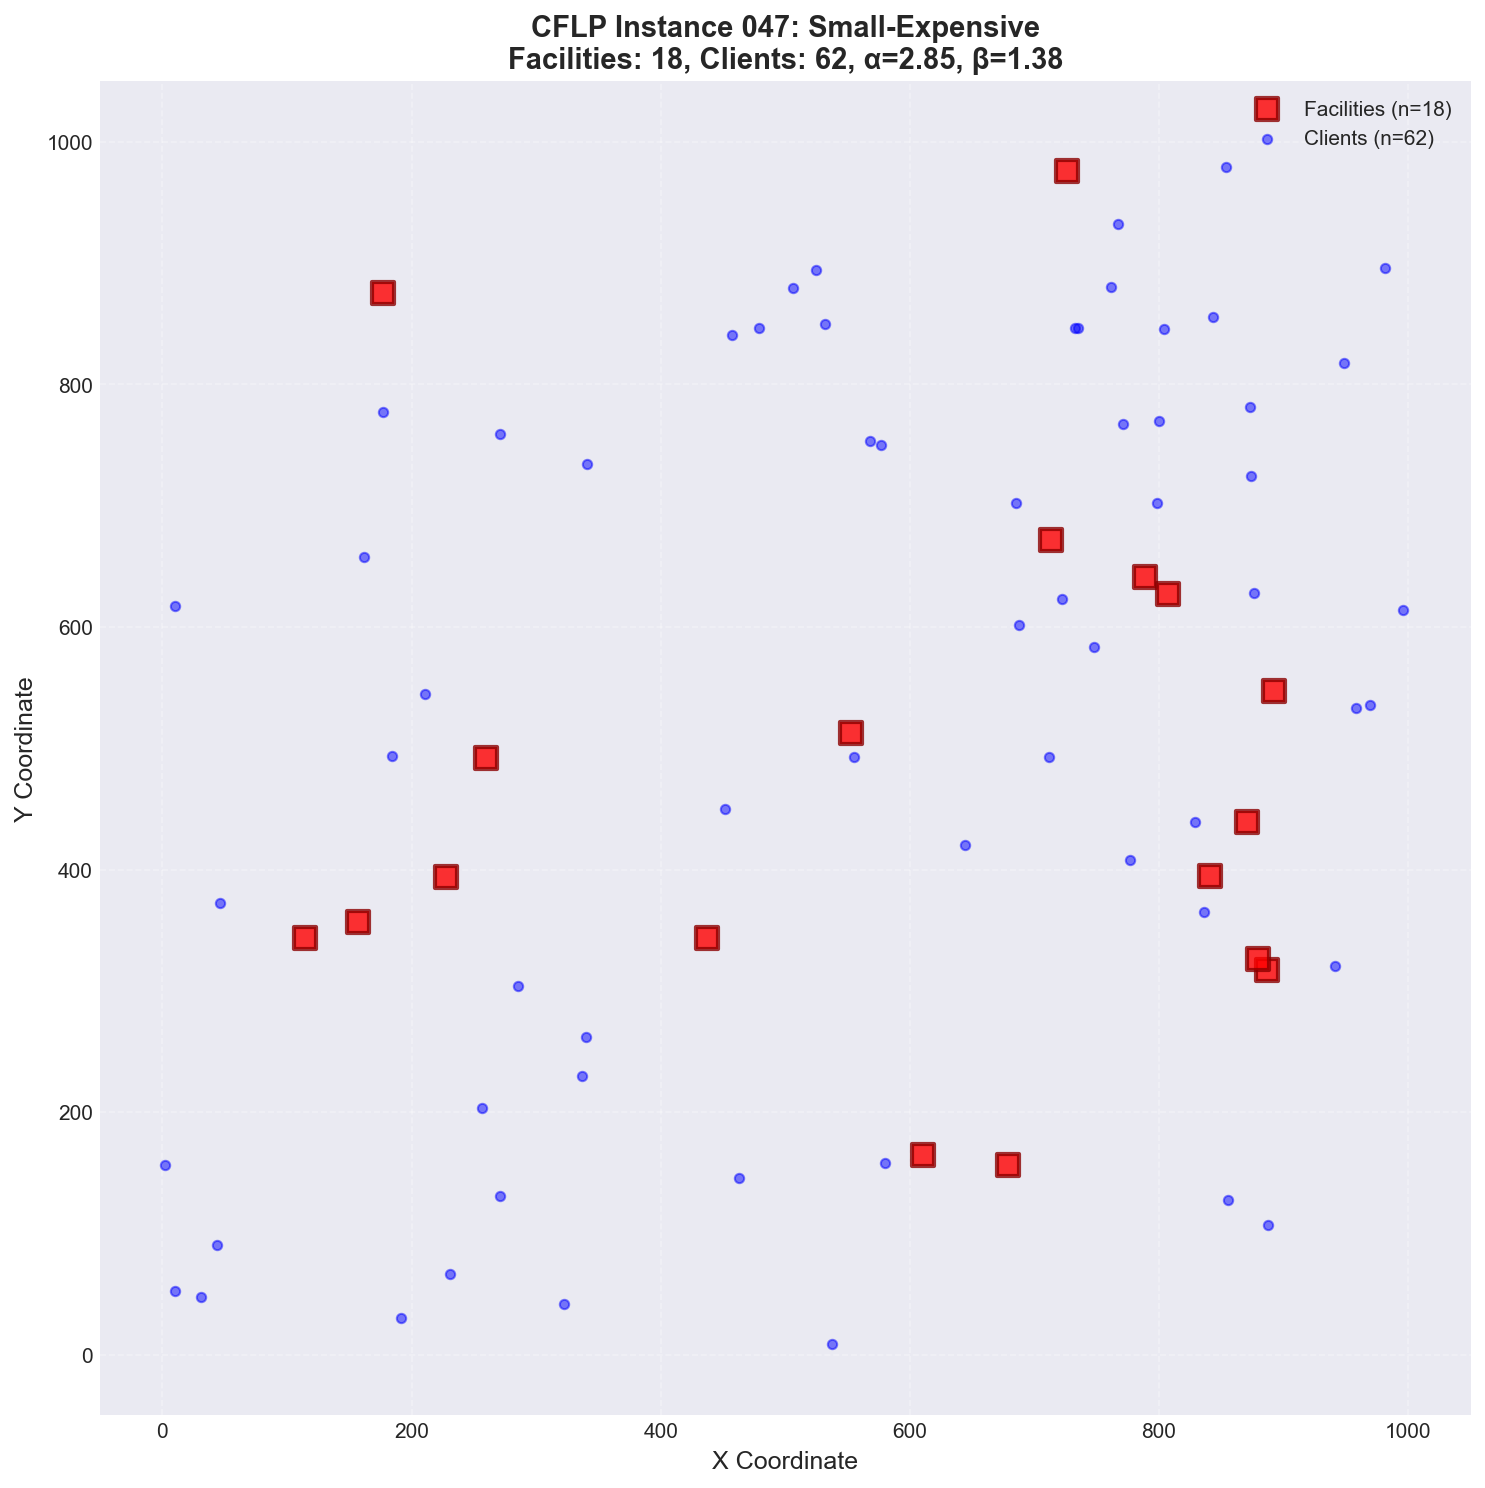 CFLP Instance 047: Small-Expensive
Facilities: 18, Clients: 62, α=2.85, β=1.38
Facilities (n=18)
Clients (n=62)
1000
800
600
400
200
0
Y Coordinate
0
200
400
600
800
1000
X Coordinate